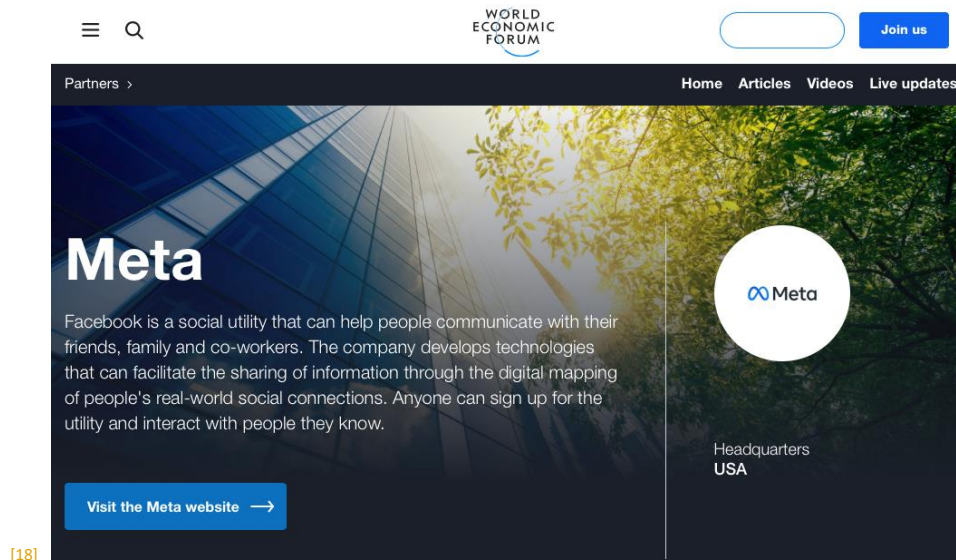 WORLD
ECONOMIC
FORUM
Join us
Partners
Home Articles Videos Live updates
Meta
Facebook is a social utility that can help people communicate with their
friends, family and co-workers. The company develops technologies
that can facilitate the sharing of information through the digital mapping
of people's real-world social connections. Anyone can sign up for the
utility and interact with people they know.
Visit the Meta website
Meta
Headquarters
USA
[18]